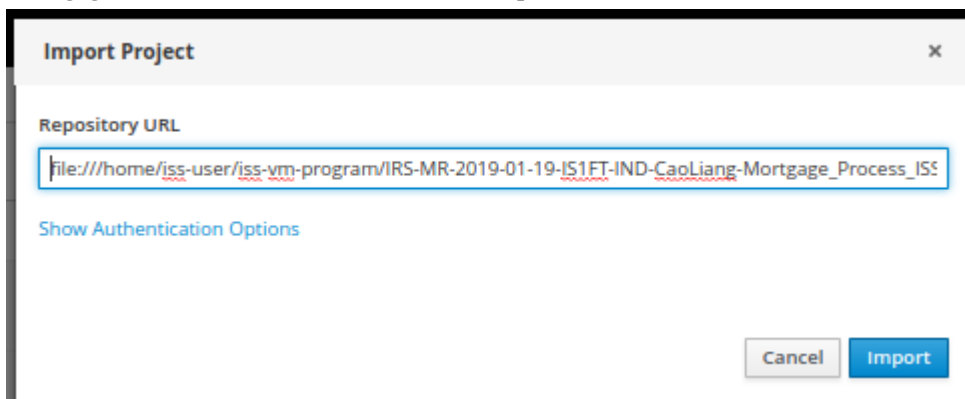 Import Project ×
Repository URL
file:///home/iss-user/iss-vm-program/IRS-MR-2019-01-19-IS1FT-IND-CaoLiang-Mortgage_Process_ISS
Show Authentication Options
Cancel Import